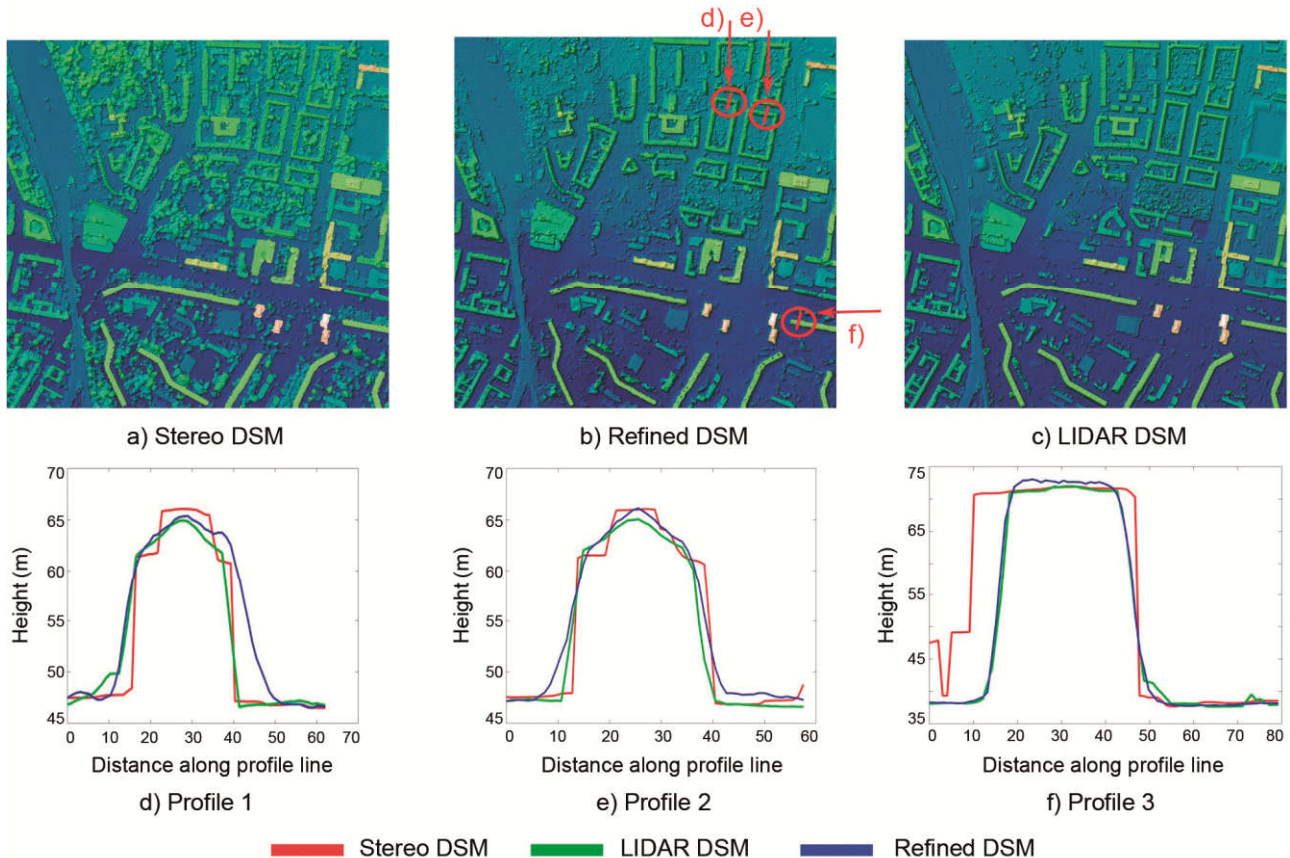 d) e)
f)
a) Stereo DSM
b) Refined DSM
c) LIDAR DSM
70
65
60
55
50
45
Height (m)
0 10 20 30 40 50 60 70
Distance along profile line
d) Profile 1
70
65
60
55
50
45
Height (m)
0 10 20 30 40 50 60
Distance along profile line
e) Profile 2
75
65
55
45
35
Height (m)
0 10 20 30 40 50 60 70 80
Distance along profile line
f) Profile 3
Stereo DSM LIDAR DSM Refined DSM